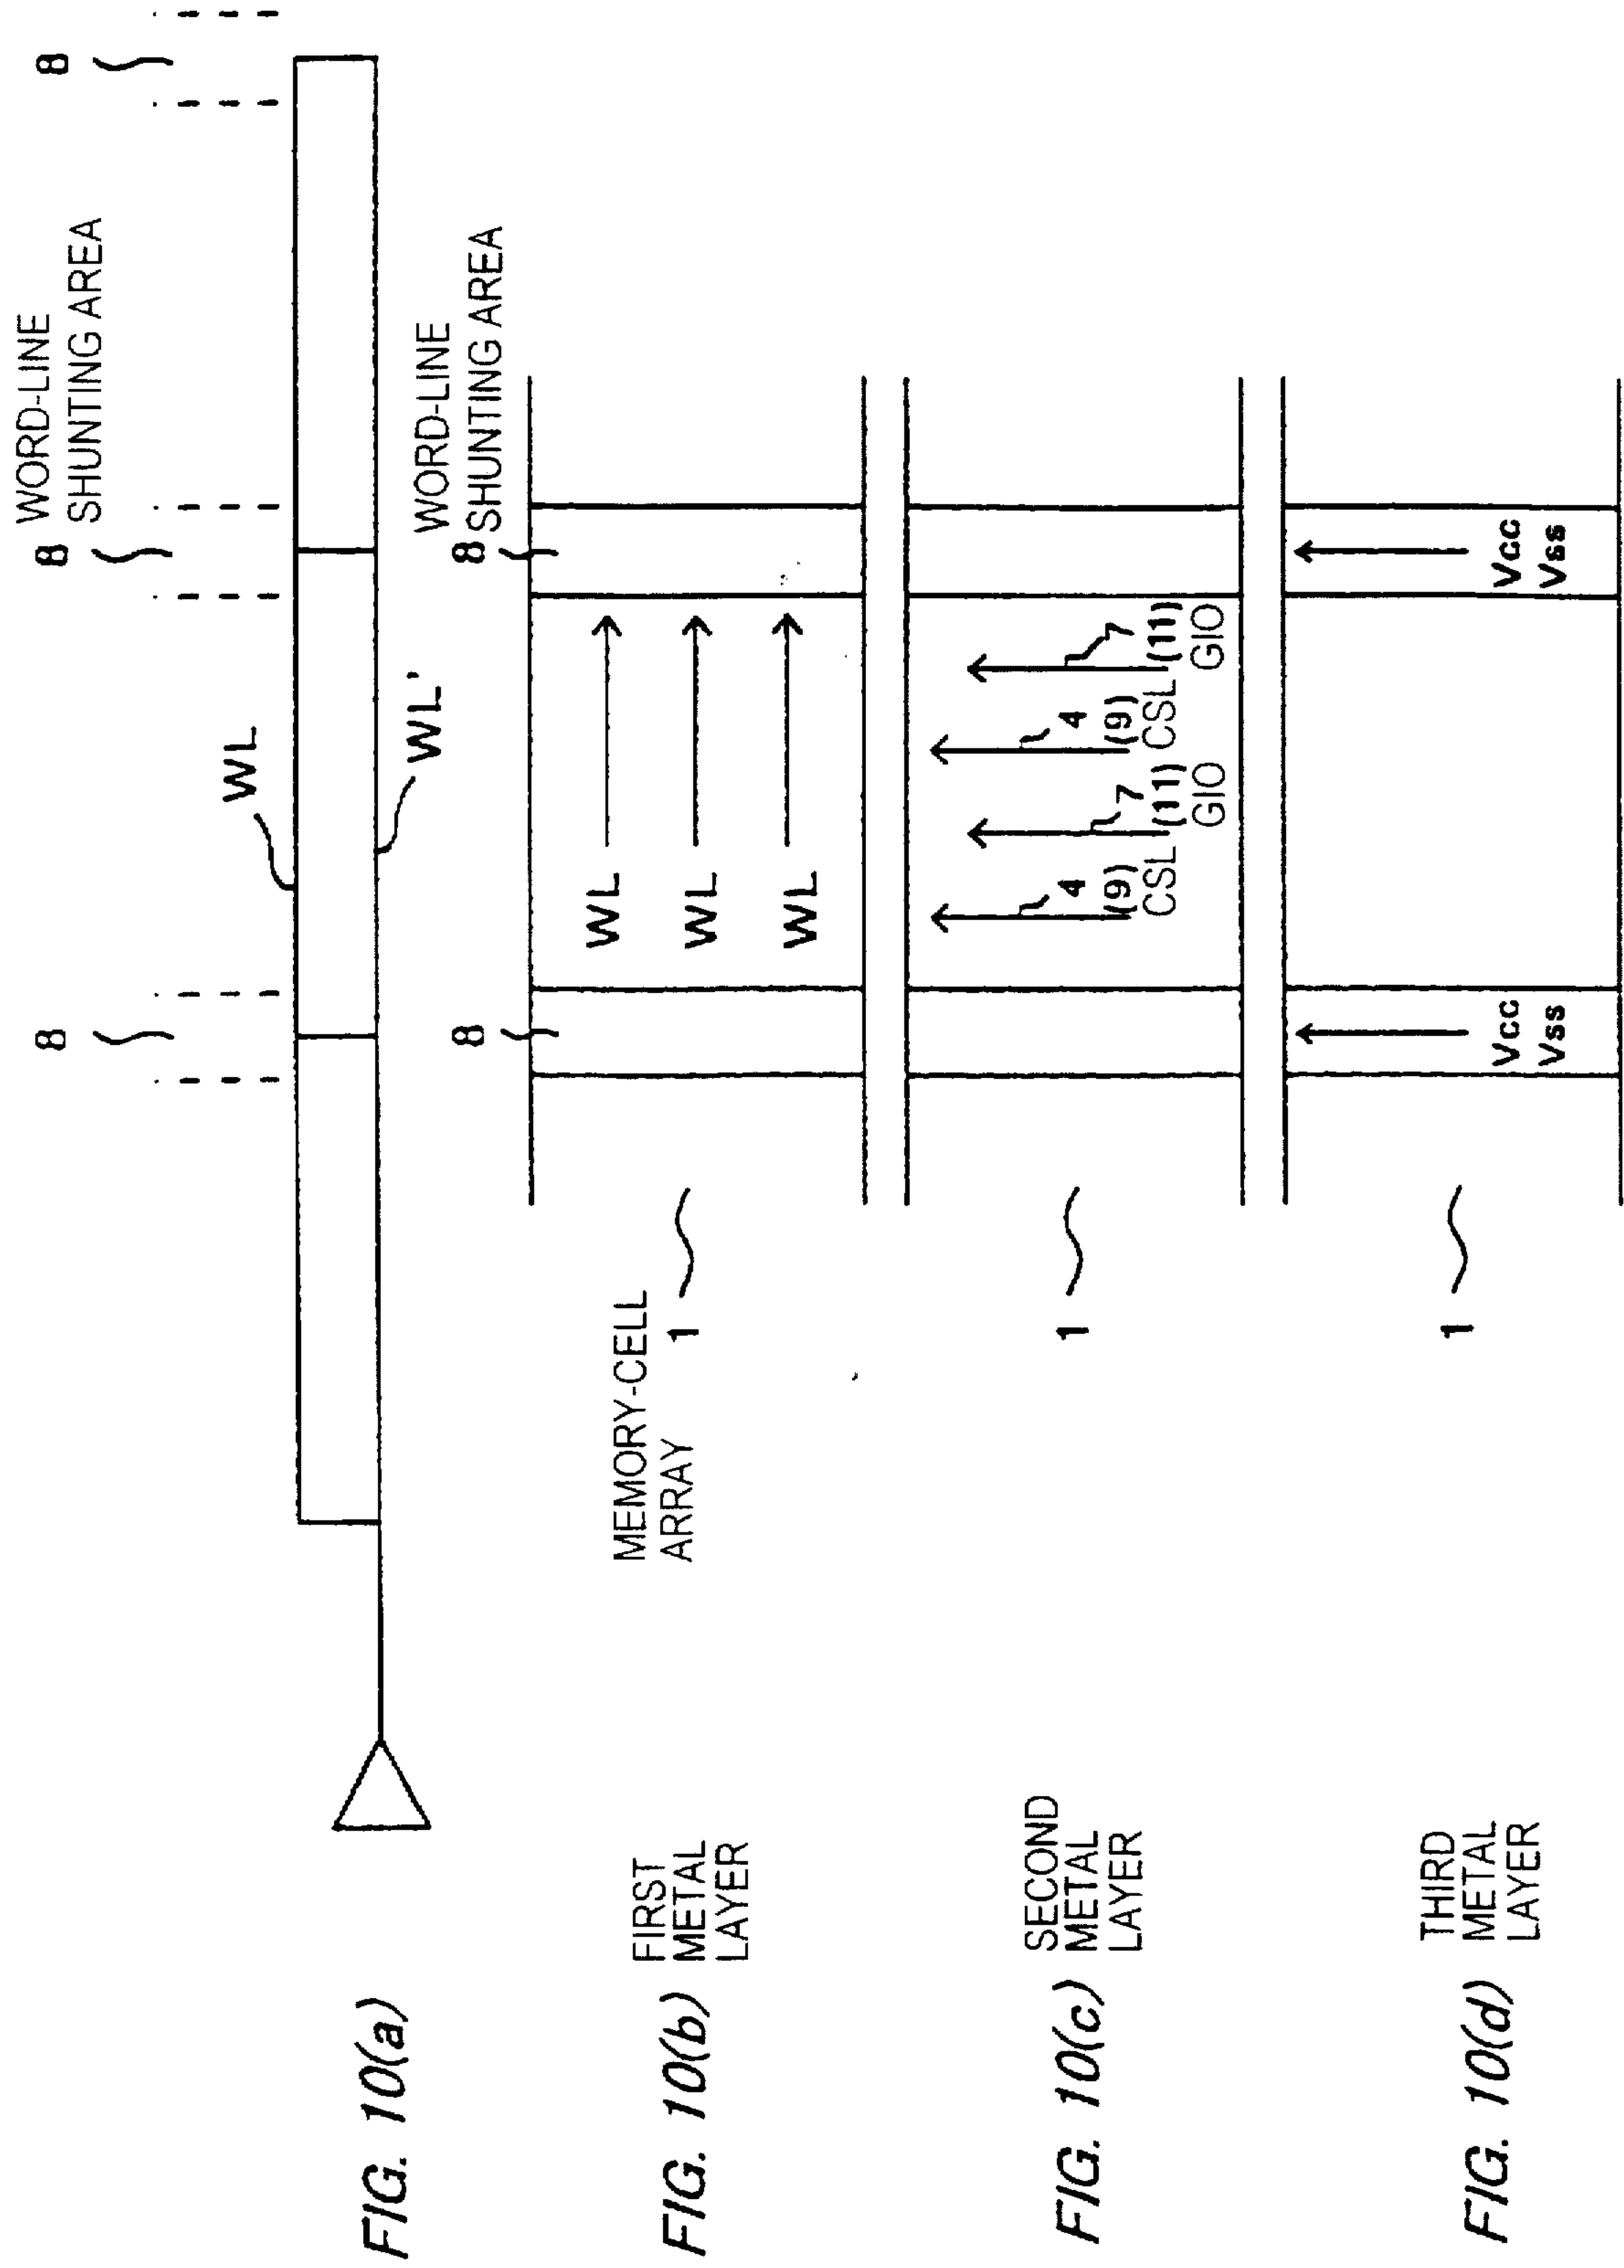 FIG. 10(a)
WL
WL'
8
8
WORD-LINE
SHUNTING AREA
8
FIG. 10(b)
FIRST
METAL
LAYER
MEMORY-CELL
ARRAY
1
8
WL
WL
WL
8
WORD-LINE
SHUNTING AREA
FIG. 10(c)
SECOND
METAL
LAYER
1
4
(9)
CSL
7
(11)
GIO
4
(9)
CSL
7
(11)
GIO
FIG. 10(d)
THIRD
METAL
LAYER
1
Vcc
Vss
Vcc
Vss